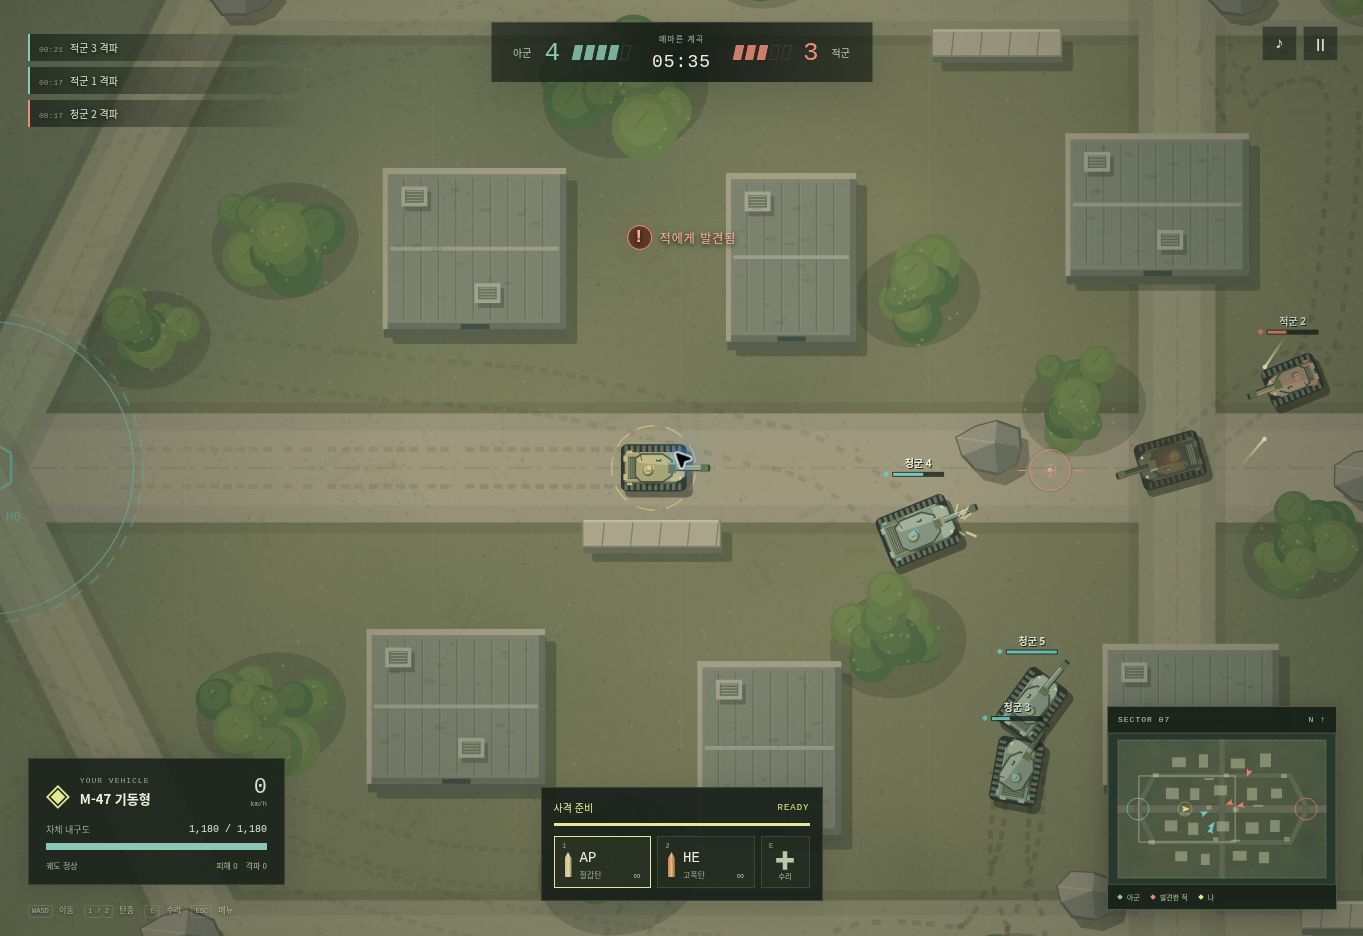 00:21 적군 3 격파
00:17 적군 1 격파
00:17 청군 2 격파
아군 4
메마른 계곡
05:35
3 적군
♪
! 적에게 발견됨
적군 2
청군 4
청군 5
청군 3
HQ
YOUR VEHICLE
M-47 기동형
0
km/h
차체 내구도 1,180 / 1,180
궤도 정상 피해 0 격파 0
WASD 이동 1 / 2 탄종 E 수리 ESC 메뉴
사격 준비 READY
1 AP 철갑탄 ∞
2 HE 고폭탄 ∞
E 수리
SECTOR 07 N ↑
아군 발견한 적 나